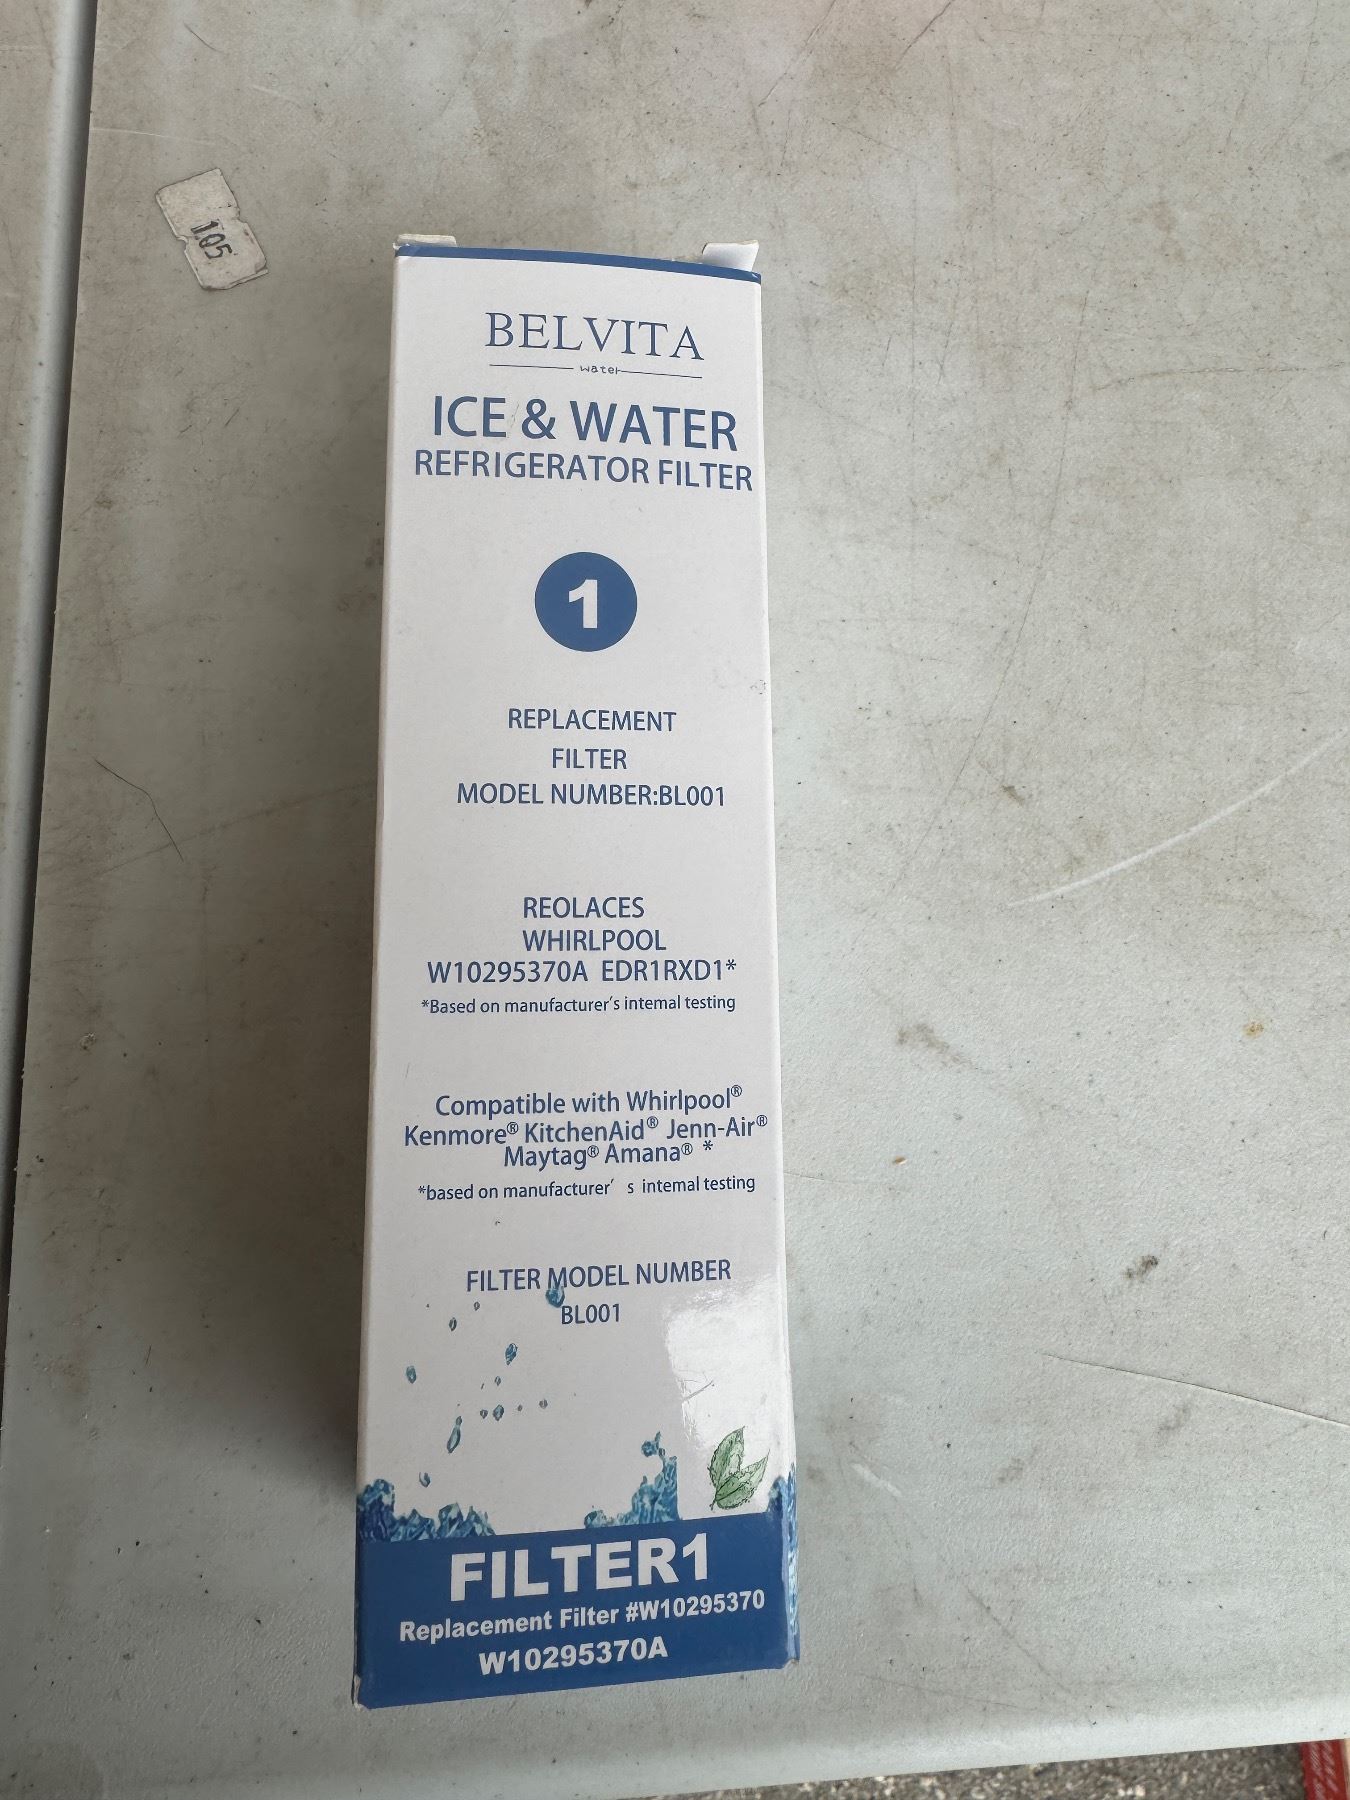 105
BELVITA
water
ICE & WATER
REFRIGERATOR FILTER
1
REPLACEMENT
FILTER
MODEL NUMBER:BL001
REOLACES
WHIRLPOOL
W10295370A EDR1RXD1*
*Based on manufacturer's intemal testing
Compatible with Whirlpool®
Kenmore® KitchenAid® Jenn-Air®
Maytag® Amana® *
*based on manufacturer' s intemal testing
FILTER MODEL NUMBER
BL001
FILTER1
Replacement Filter #W10295370
W10295370A